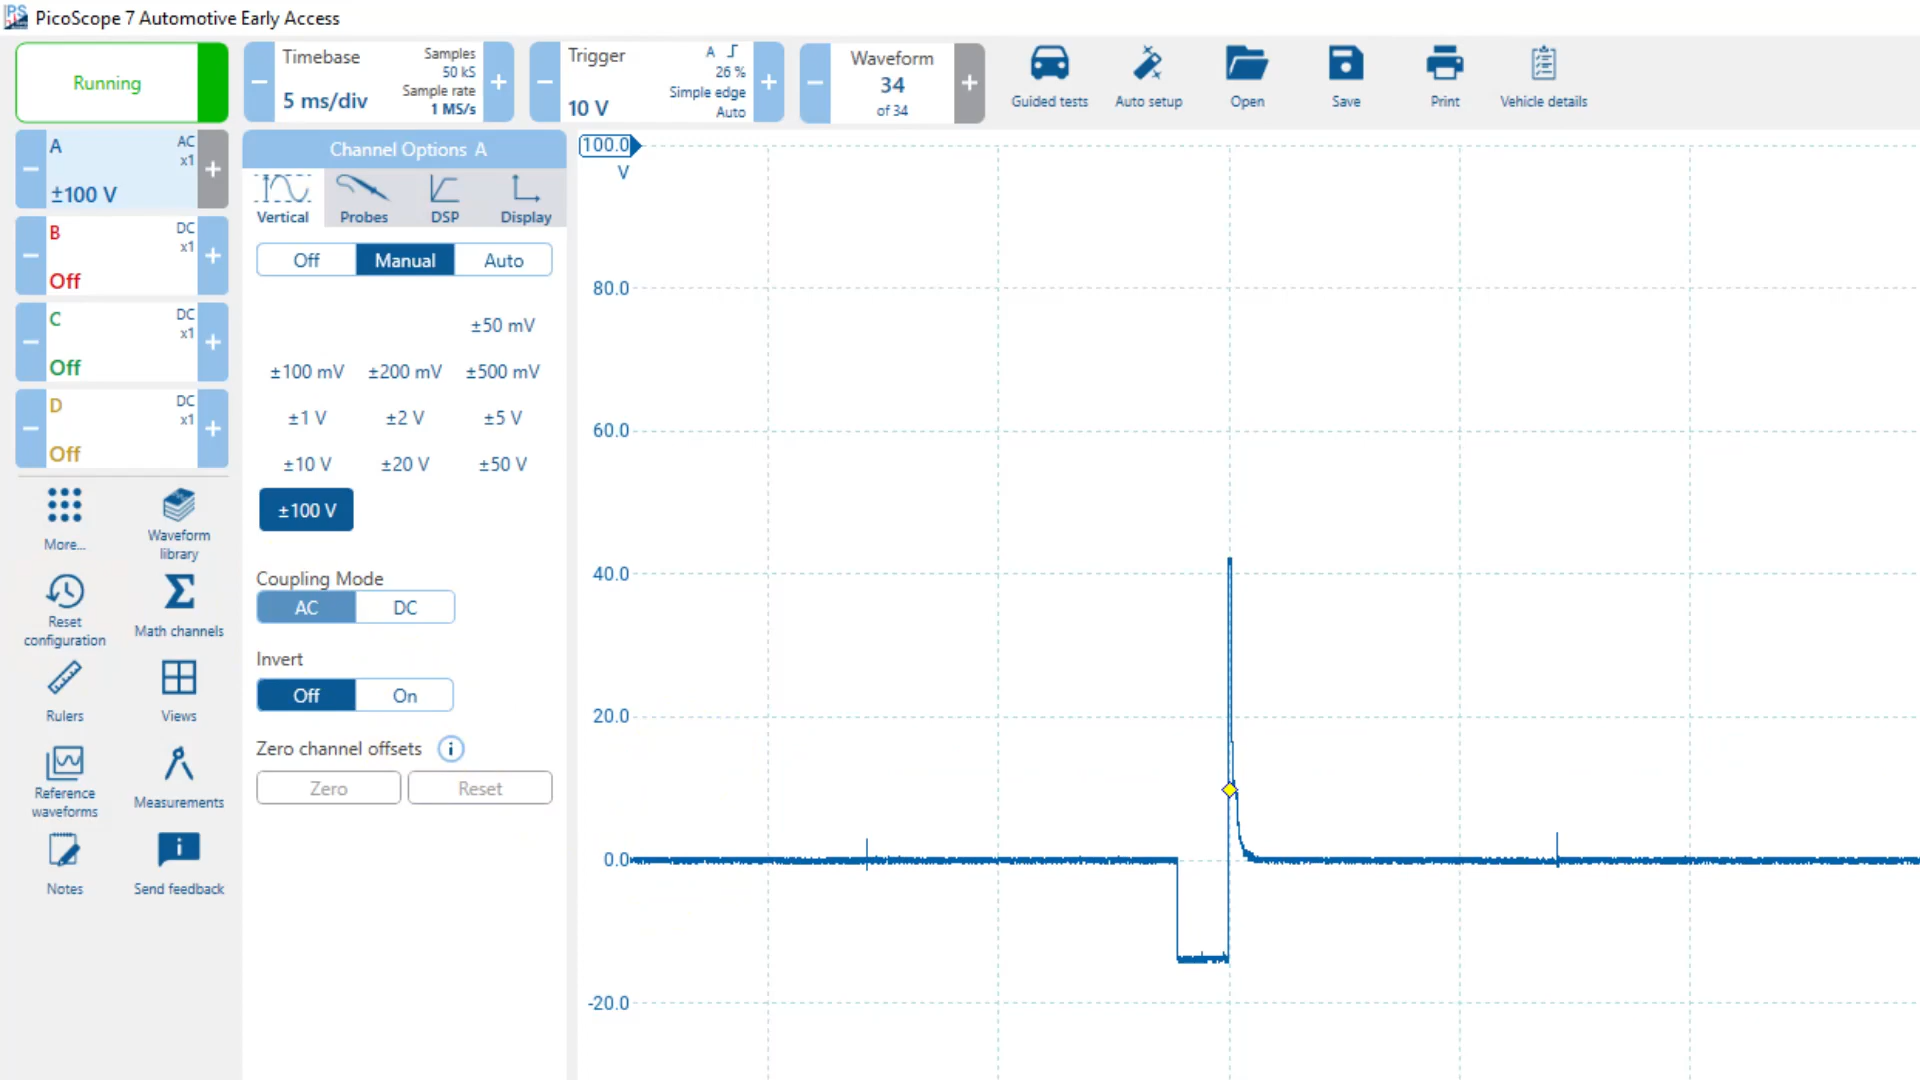 PS
PicoScope 7 Automotive Early Access
Running
− Timebase Samples
50 kS
Sample rate
5 ms/div 1 MS/s +
− Trigger A
26 %
Simple edge
10 V Auto +
− Waveform
34
of 34 +
Guided tests
Auto setup
Open
Save
Print
Vehicle details
− A AC
x1
±100 V +
− B DC
x1
Off +
− C DC
x1
Off +
− D DC
x1
Off +
More...
Waveform
library
Reset
configuration
Math channels
Rulers
Views
Reference
waveforms
Measurements
Notes
Send feedback
Channel Options A
Vertical Probes DSP Display
Off Manual Auto
±50 mV
±100 mV ±200 mV ±500 mV
±1 V ±2 V ±5 V
±10 V ±20 V ±50 V
±100 V
Coupling Mode
AC DC
Invert
Off On
Zero channel offsets i
Zero Reset
100.0
V
80.0
60.0
40.0
20.0
0.0
-20.0